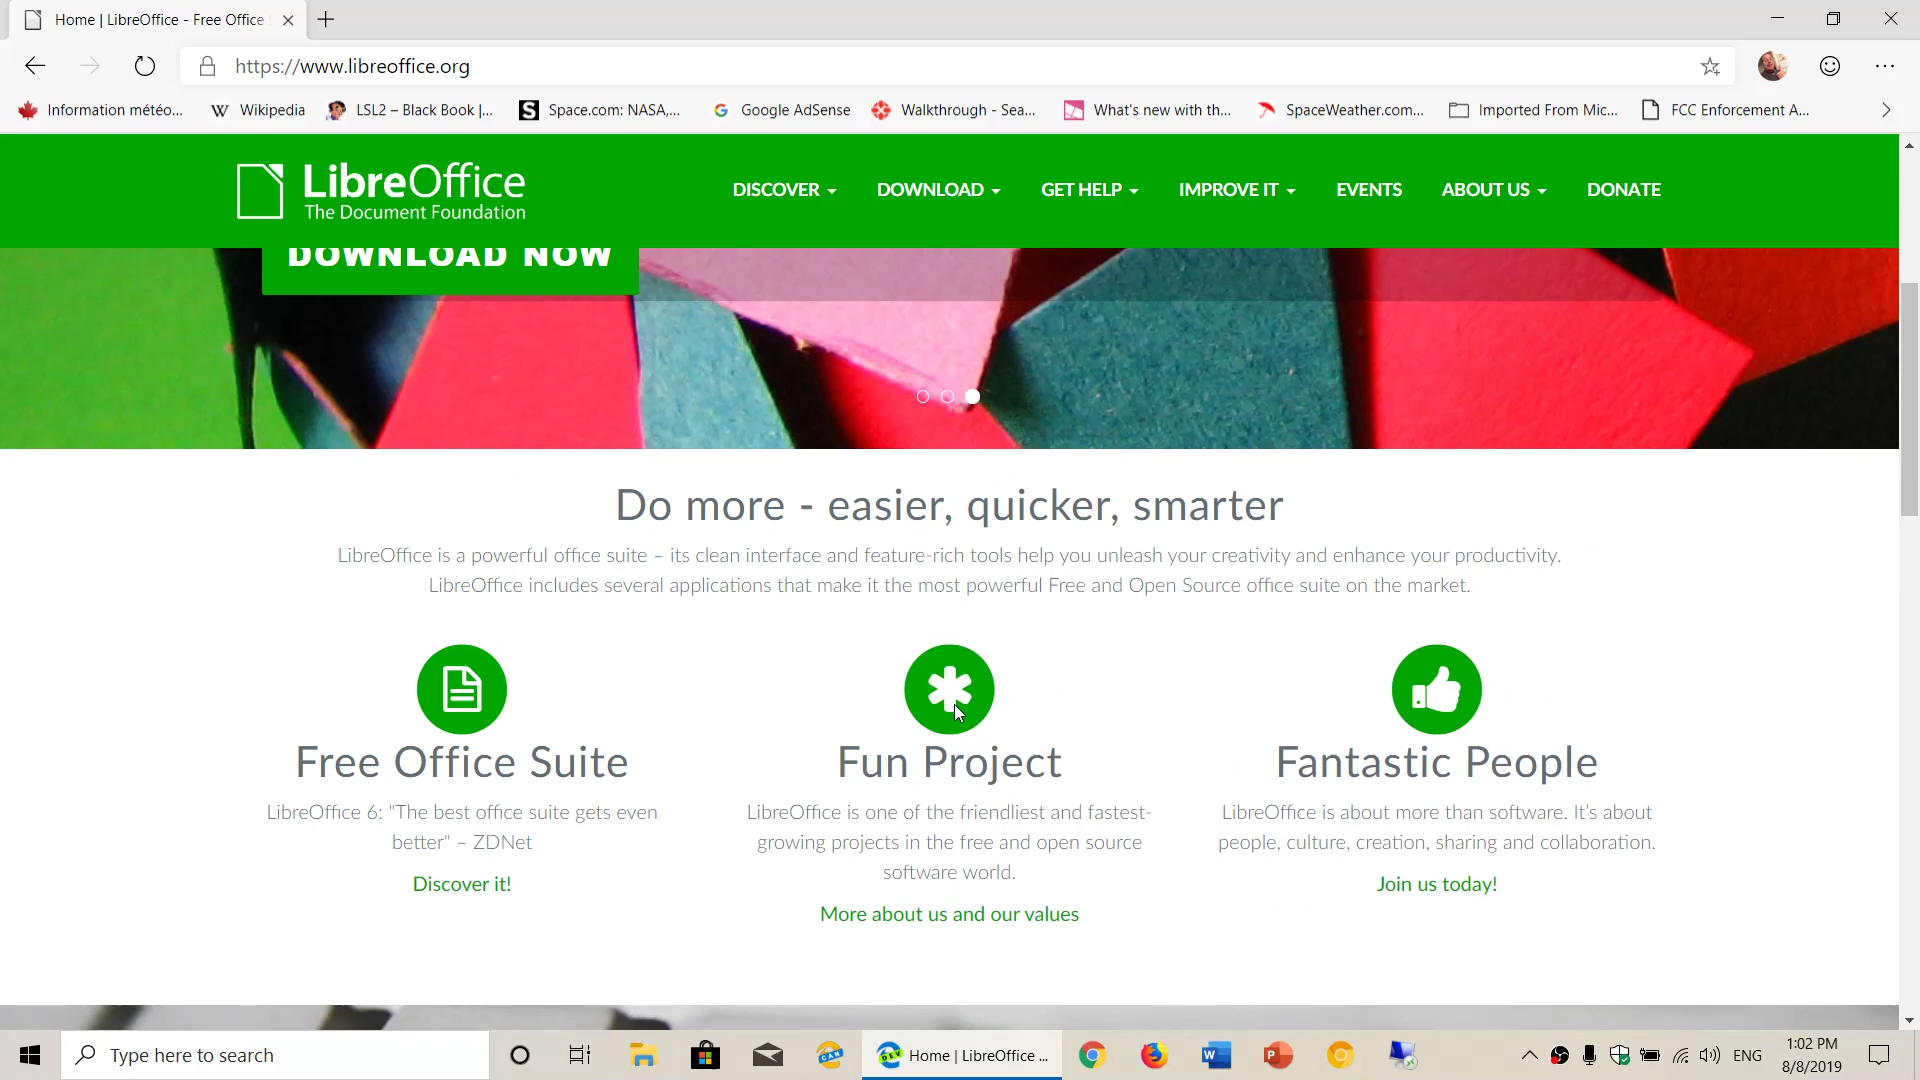 Home | LibreOffice - Free Office
https://www.libreoffice.org
Information météo...
Wikipedia
LSL2 – Black Book |...
Space.com: NASA,...
Google AdSense
Walkthrough - Sea...
What's new with th...
SpaceWeather.com...
Imported From Mic...
FCC Enforcement A...
LibreOffice
The Document Foundation
DISCOVER
DOWNLOAD
GET HELP
IMPROVE IT
EVENTS
ABOUT US
DONATE
DOWNLOAD NOW
Do more - easier, quicker, smarter
LibreOffice is a powerful office suite – its clean interface and feature-rich tools help you unleash your creativity and enhance your productivity.
LibreOffice includes several applications that make it the most powerful Free and Open Source office suite on the market.
Free Office Suite
LibreOffice 6: "The best office suite gets even
better" – ZDNet
Discover it!
Fun Project
LibreOffice is one of the friendliest and fastest-
growing projects in the free and open source
software world.
More about us and our values
Fantastic People
LibreOffice is about more than software. It's about
people, culture, creation, sharing and collaboration.
Join us today!
Type here to search
CAN
DEV
Home | LibreOffice ...
ENG
1:02 PM
8/8/2019